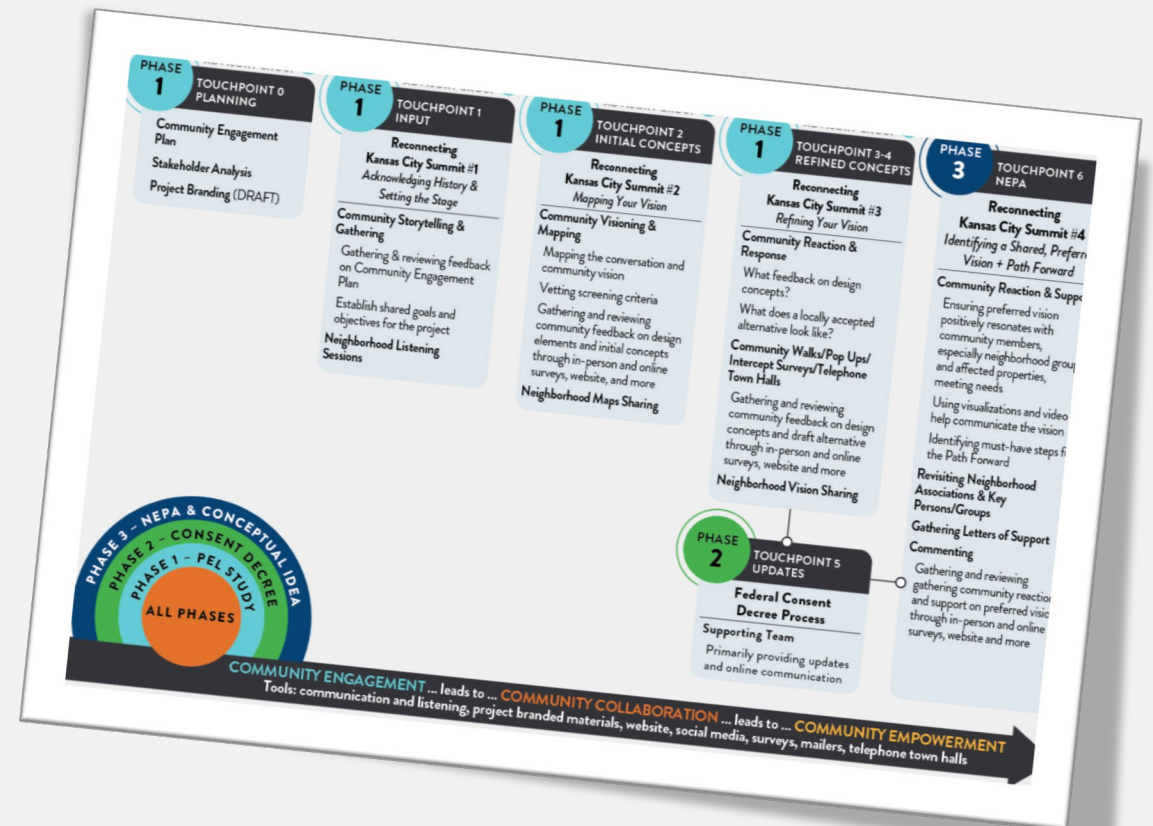 PHASE
1
TOUCHPOINT 0
PLANNING
Community Engagement
Plan
Stakeholder Analysis
Project Branding (DRAFT)
PHASE
1
TOUCHPOINT 1
INPUT
Reconnecting
Kansas City Summit #1
Acknowledging History &
Setting the Stage
Community Storytelling &
Gathering
Gathering & reviewing feedback
on Community Engagement
Plan
Establish shared goals and
objectives for the project
Neighborhood Listening
Sessions
PHASE
1
TOUCHPOINT 2
INITIAL CONCEPTS
Reconnecting
Kansas City Summit #2
Mapping Your Vision
Community Visioning &
Mapping
Mapping the conversation and
community vision
Vetting screening criteria
Gathering and reviewing
community feedback on design
elements and initial concepts
through in-person and online
surveys, website, and more
Neighborhood Maps Sharing
PHASE
1
TOUCHPOINT 3-4
REFINED CONCEPTS
Reconnecting
Kansas City Summit #3
Refining Your Vision
Community Reaction &
Response
What feedback on design
concepts?
What does a locally accepted
alternative look like?
Community Walks/Pop Ups/
Intercept Surveys/Telephone
Town Halls
Gathering and reviewing
community feedback on design
concepts and draft alternative
through in-person and online
surveys, website and more
Neighborhood Vision Sharing
PHASE
2
TOUCHPOINT 5
UPDATES
Federal Consent
Decree Process
Supporting Team
Primarily providing updates
and online communication
PHASE
3
TOUCHPOINT 6
NEPA
Reconnecting
Kansas City Summit #4
Identifying a Shared,
Vision + Path Forward
Community Reaction &
Ensuring preferred vision
positively resonates with
community members,
especially neighborhood
and affected properties,
meeting needs
Using visualizations and video
help communicate the vision
Identifying must-have steps
the Path Forward
Revisiting Neighborhood
Associations & Key
Persons/Groups
Gathering Letters of Support
Commenting
Gathering and reviewing
gathering community
and support on preferred
through in-person and online
surveys, website and more
PHASE 3 – NEPA & CONCEPTUAL IDEA
PHASE 2 – CONSENT DECREE
PHASE 1 – PEL STUDY
ALL PHASES
COMMUNITY ENGAGEMENT ... leads to ... COMMUNITY COLLABORATION ... leads to ... COMMUNITY EMPOWERMENT
Tools: communication and listening, project branded materials, website, social media, surveys, mailers, telephone town halls